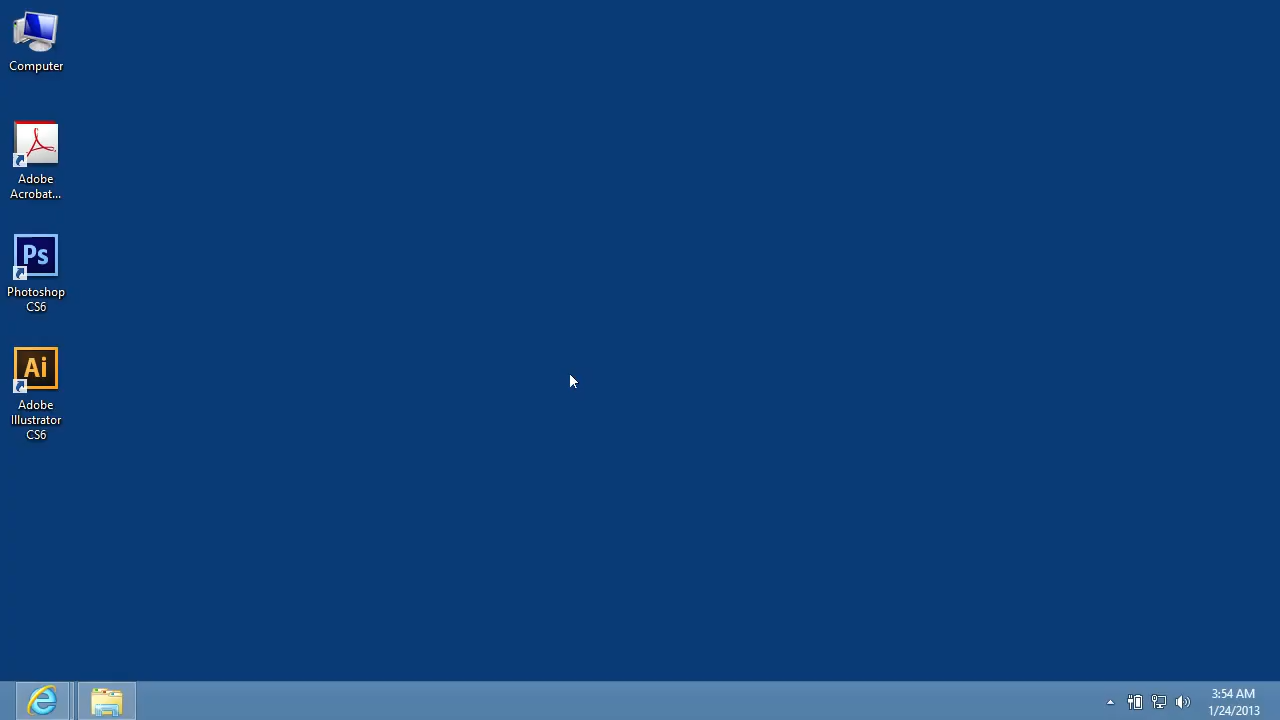 Computer
Adobe
Acrobat...
Ps
Photoshop
CS6
Ai
Adobe
Illustrator
CS6
3:54 AM
1/24/2013